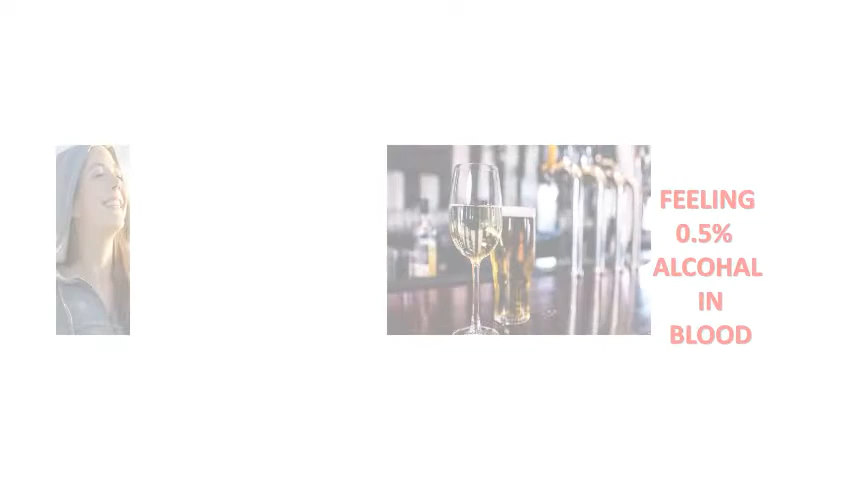 FEELING
0.5%
ALCOHAL
IN
BLOOD